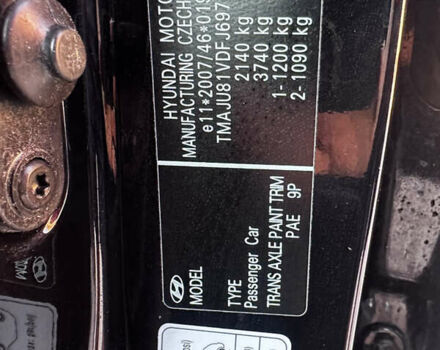 HYUNDAI MOTO
MANUFACTURING CZECH
e11*2007/46*019
TMAJU81VDFJ697
2140 kg
3740 kg
1- 1200 kg
2- 1090 kg
MODEL
TYPE
Passenger Car
TRANS AXLE PAINT TRIM
PAE 9P